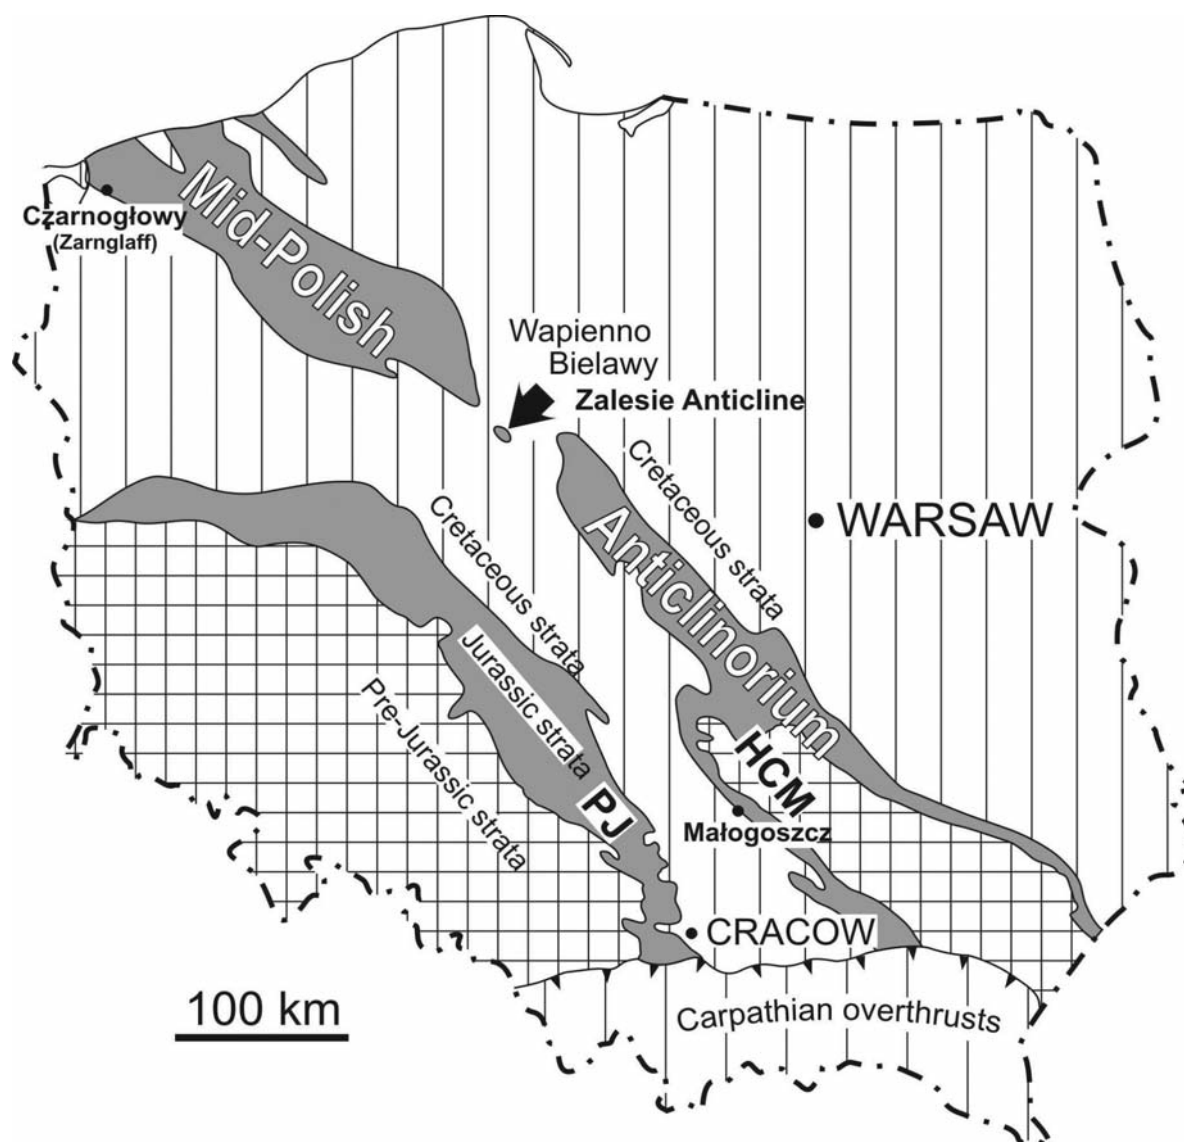 Czarnogłowy
(Zarnglaff)
Mid-Polish
Wapienno
Bielawy
Zalesie Anticline
Cretaceous strata
WARSAW
Anticlinorium
Cretaceous strata
Jurassic strata
Pre-Jurassic strata
PJ
HCM
Małogoszcz
CRACOW
100 km
Carpathian overthrusts